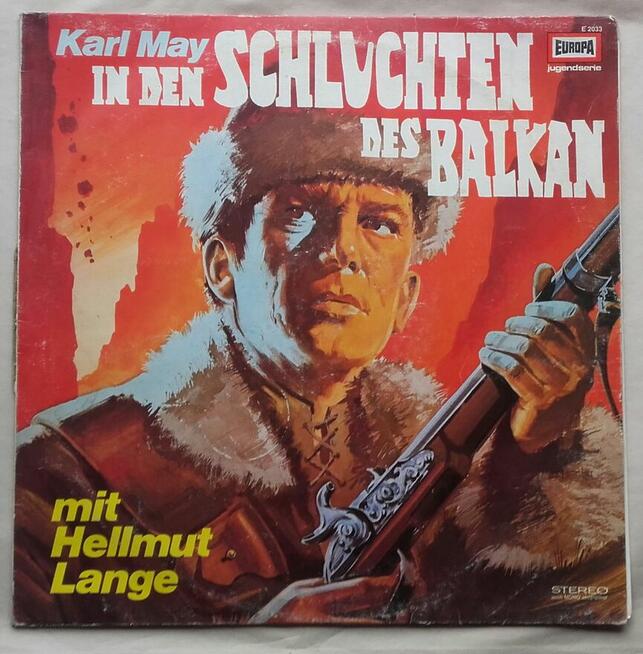 E 2033
Karl May
EUROPA
jugendserie
IN DEN SCHLUCHTEN
DES BALKAN
mit
Hellmut
Lange
STEREO